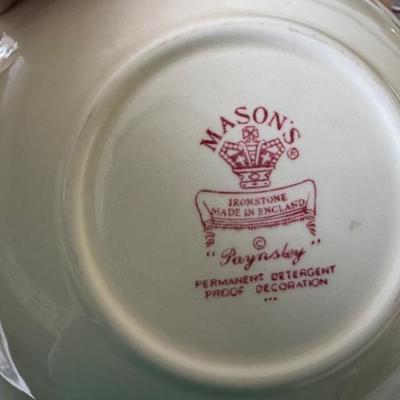 MASON'S
®
IRONSTONE
MADE IN ENGLAND
©
"Paynsley"
PERMANENT DETERGENT
PROOF DECORATION
...